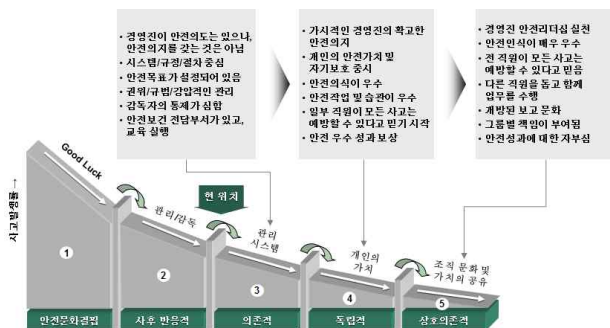 • 경영진이 안전의도는 있으나,
안전의지를 갖는 것은 아님
• 시스템/규정/절차 중심
• 안전목표가 설정되어 있음
• 권위/규범/강압적인 관리
• 감독자의 통제가 심함
• 안전보건 전담부서가 있고,
교육 실행
• 가시적인 경영진의 확고한
안전의지
• 개인의 안전가치 및
자기보호 중시
• 안전의식이 우수
• 안전작업 및 습관이 우수
• 일부 직원이 모든 사고는
예방할 수 있다고 믿기 시작
• 안전 우수 성과 보상
• 경영진 안전리더십 실천
• 안전인식이 매우 우수
• 전 직원이 모든 사고는
예방할 수 있다고 믿음
• 다른 직원을 돕고 함께
업무를 수행
• 개방된 보고 문화
• 그룹별 책임이 부여됨
• 안전성과에 대한 자부심
사고발생률 →
Good Luck
관리/감독
현 위치
관리
시스템
개인의
가치
조직 문화 및
가치의 공유
1
2
3
4
5
안전문화결핍
사후 반응격
의존격
독립격
상호의존격